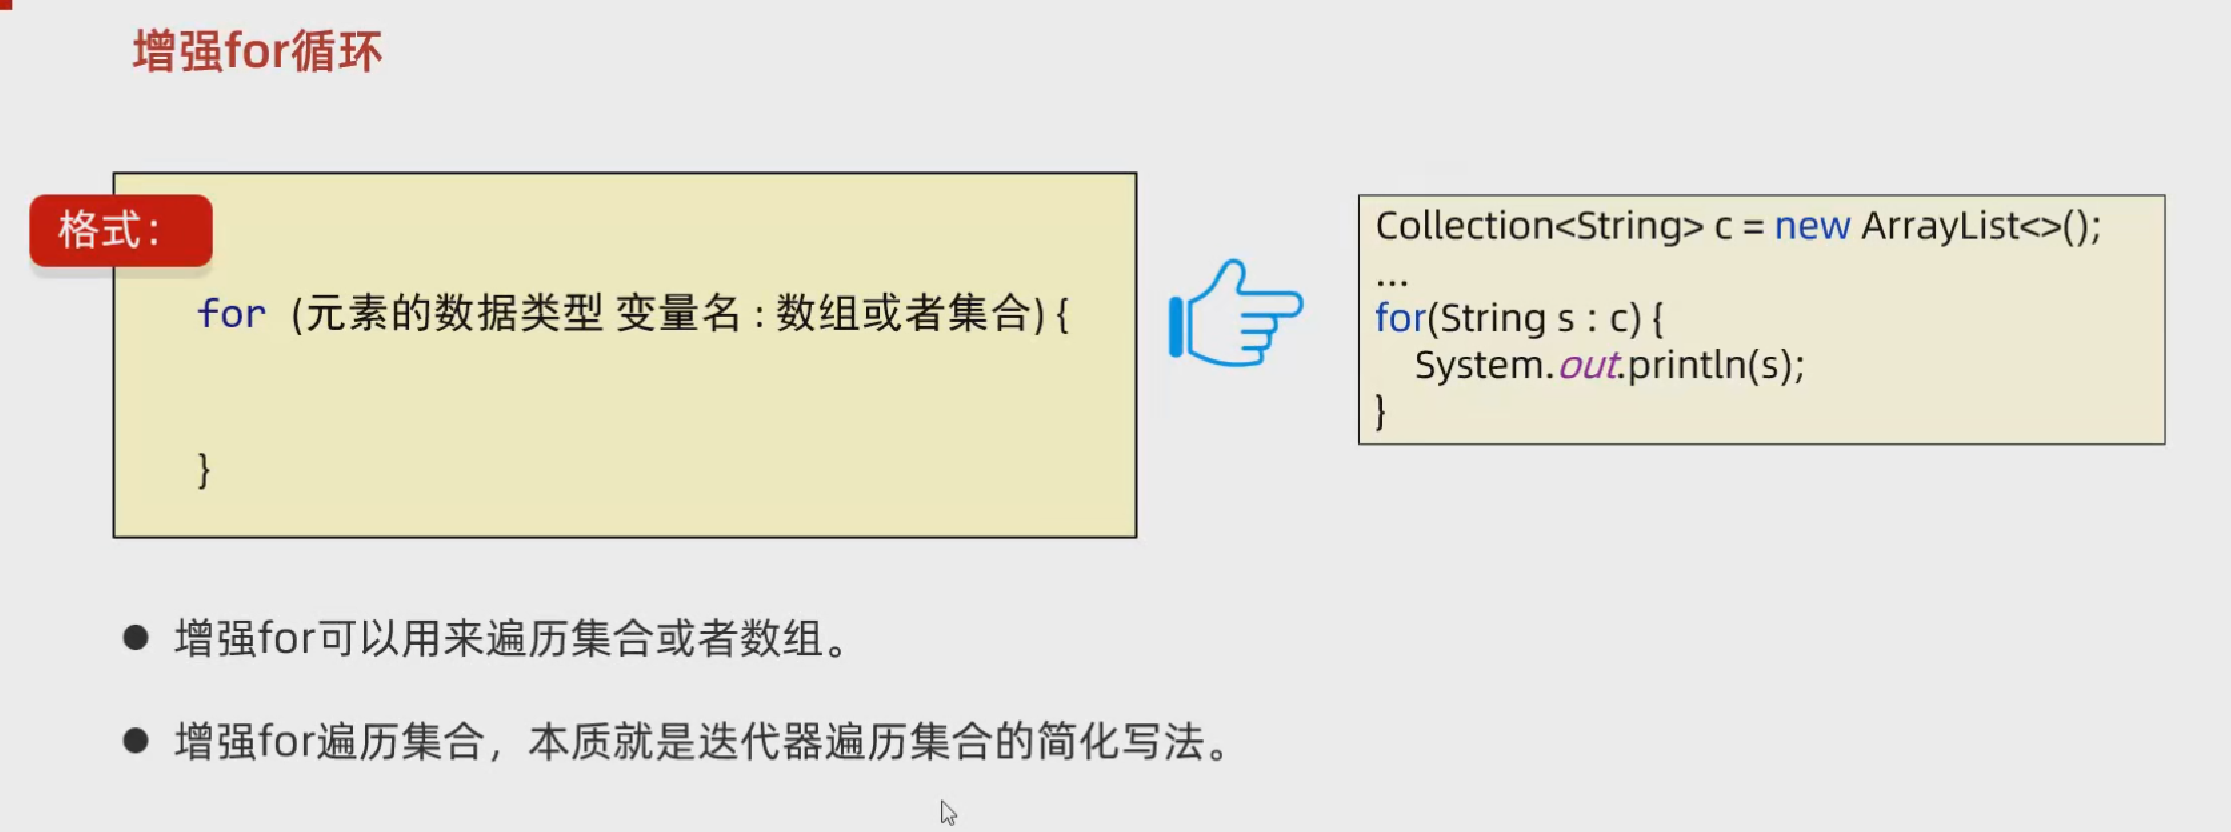 增强for循环
格式：
for (元素的数据类型 变量名 : 数组或者集合) {
}
Collection<String> c = new ArrayList<>();
...
for(String s : c) {
System.out.println(s);
}
增强for可以用来遍历集合或者数组。
增强for遍历集合，本质就是迭代器遍历集合的简化写法。